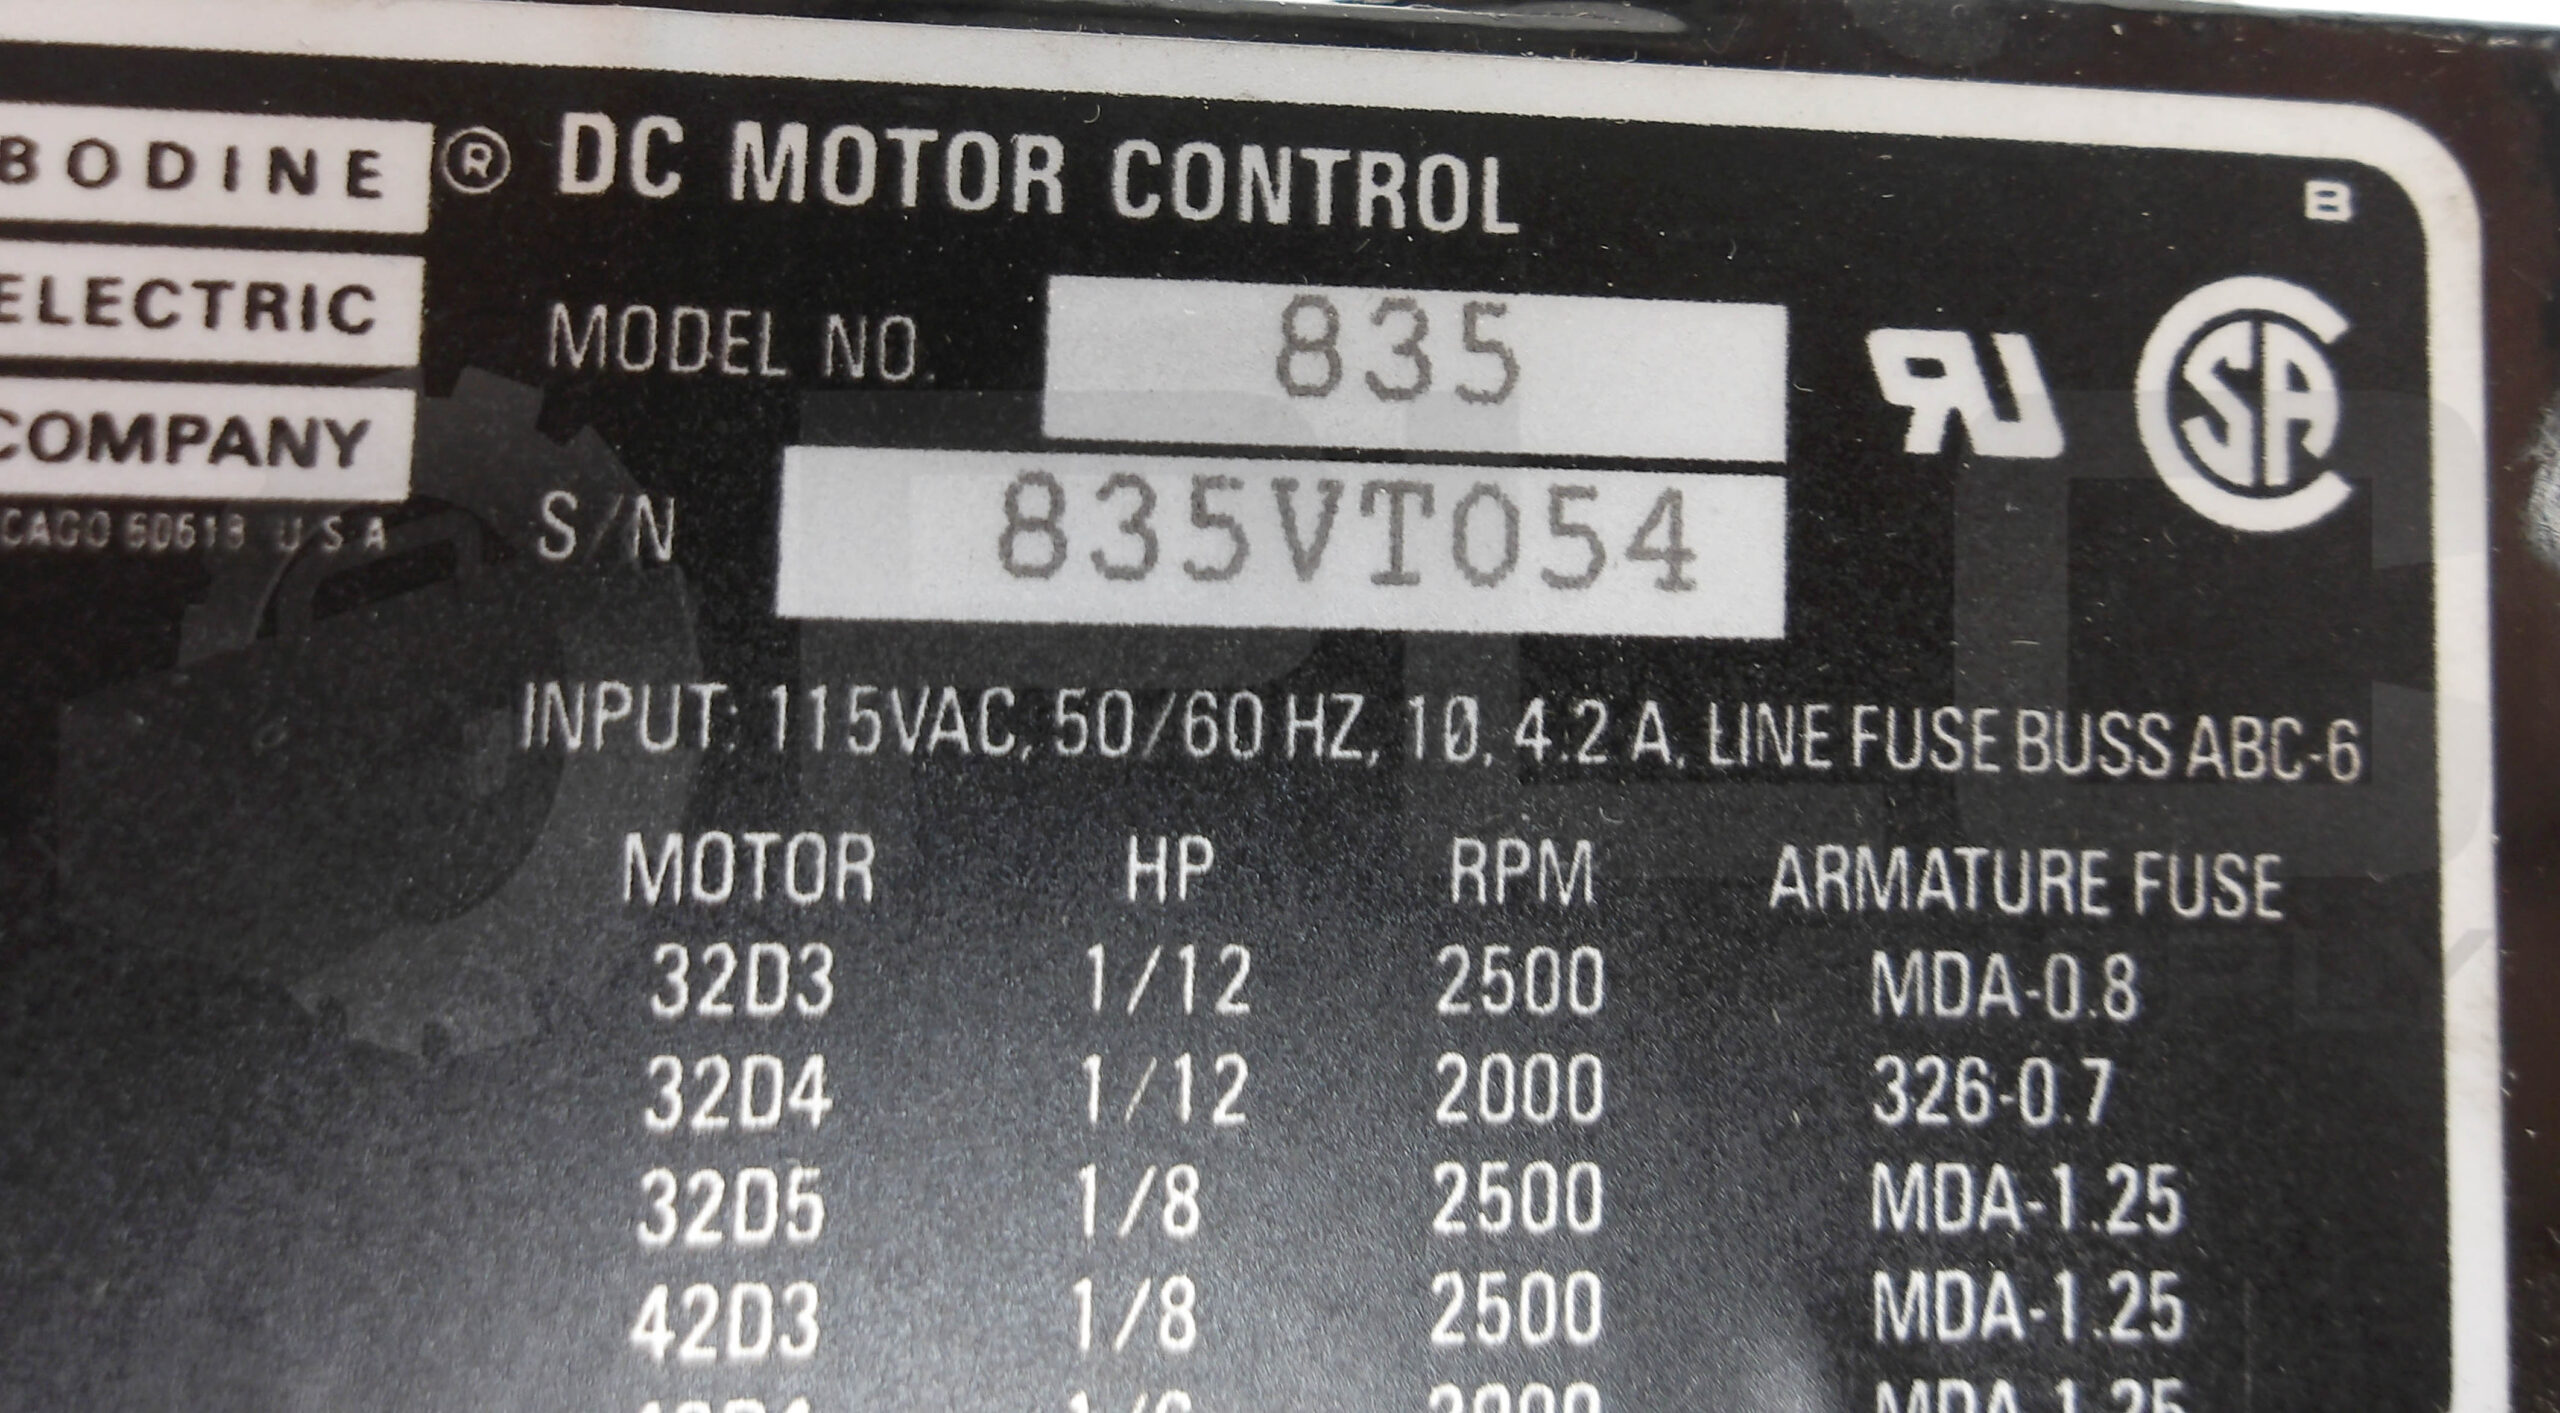 BODINE ® DC MOTOR CONTROL
B
ELECTRIC
COMPANY
CAGO 60618 U S A
MODEL NO. 835
S/N 835VT054
INPUT: 115VAC, 50/60 HZ, 1Ø, 4.2 A, LINE FUSE BUSS ABC-6
MOTOR HP RPM ARMATURE FUSE
32D3 1/12 2500 MDA-0.8
32D4 1/12 2000 326-0.7
32D5 1/8 2500 MDA-1.25
42D3 1/8 2500 MDA-1.25
MDA-1.25